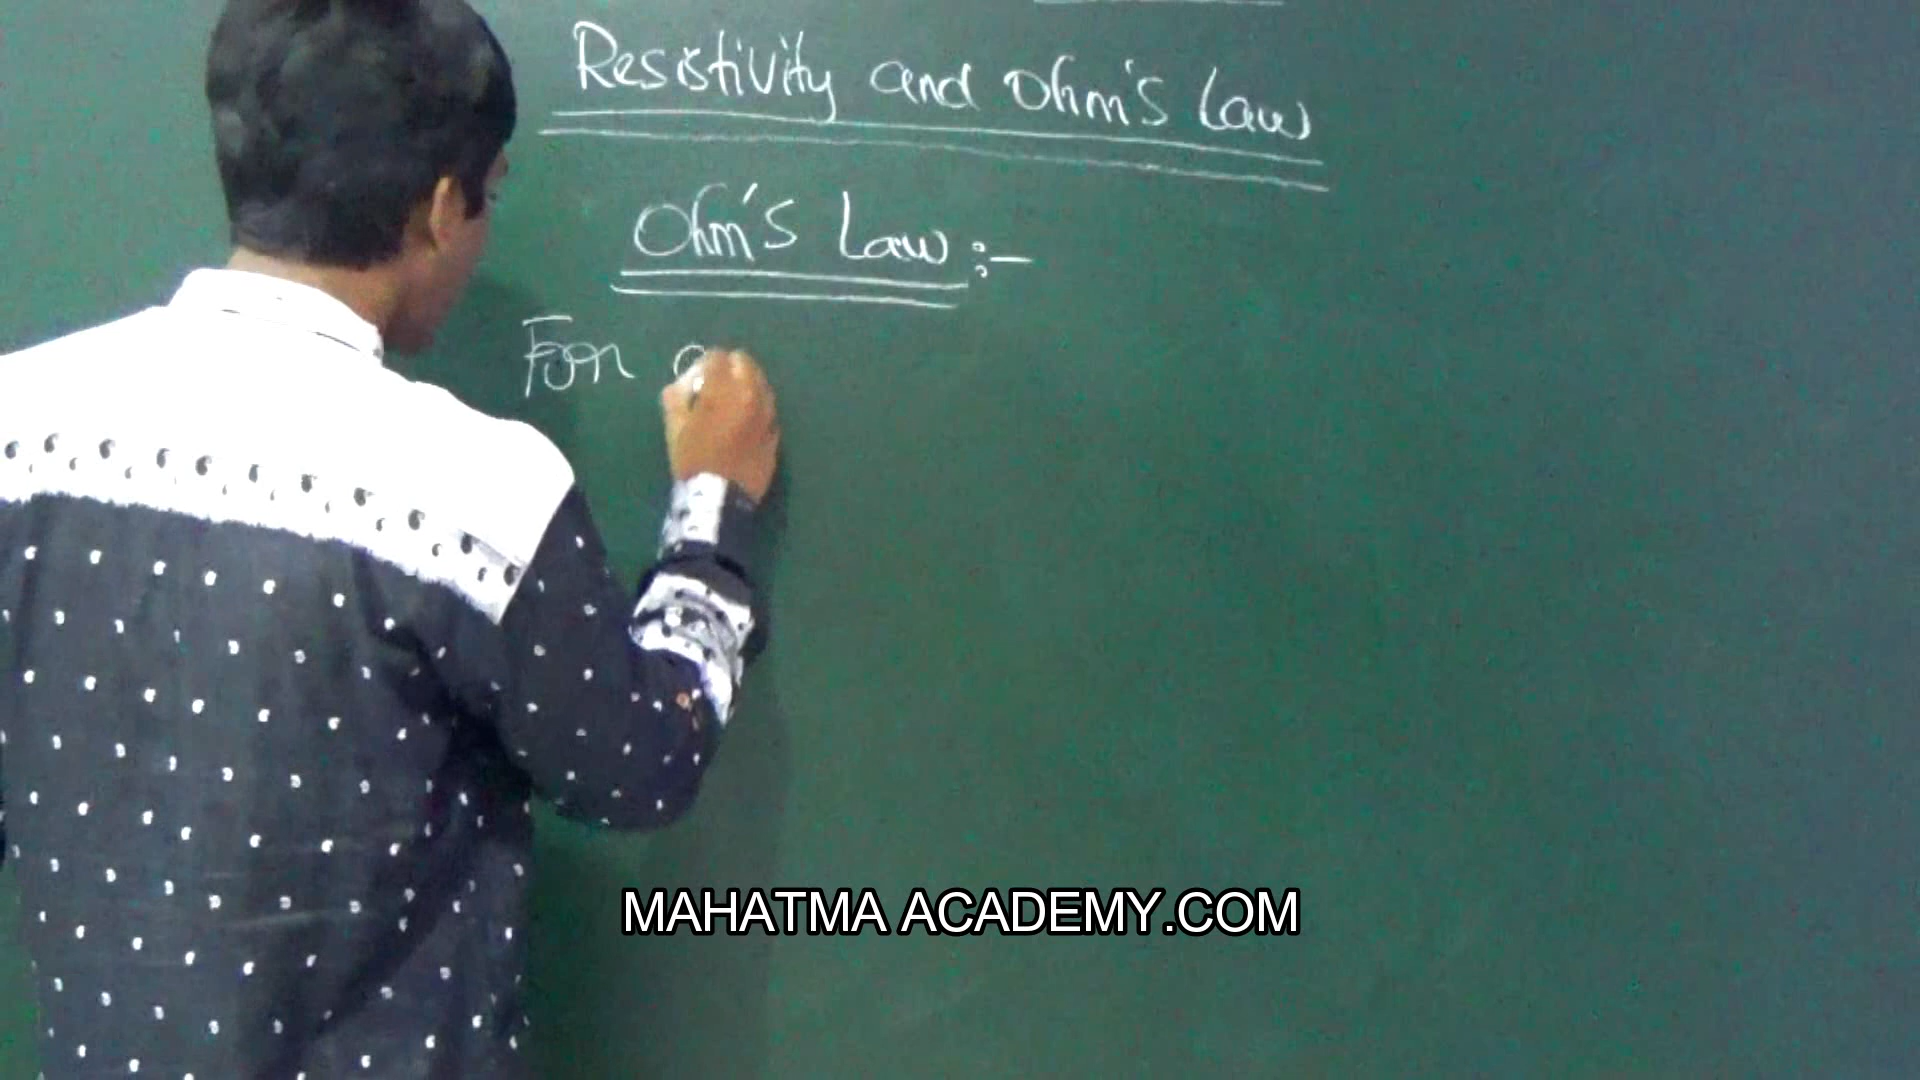 Resistivity and Ohm's Law
Ohm's Law :-
For
MAHATMA ACADEMY.COM